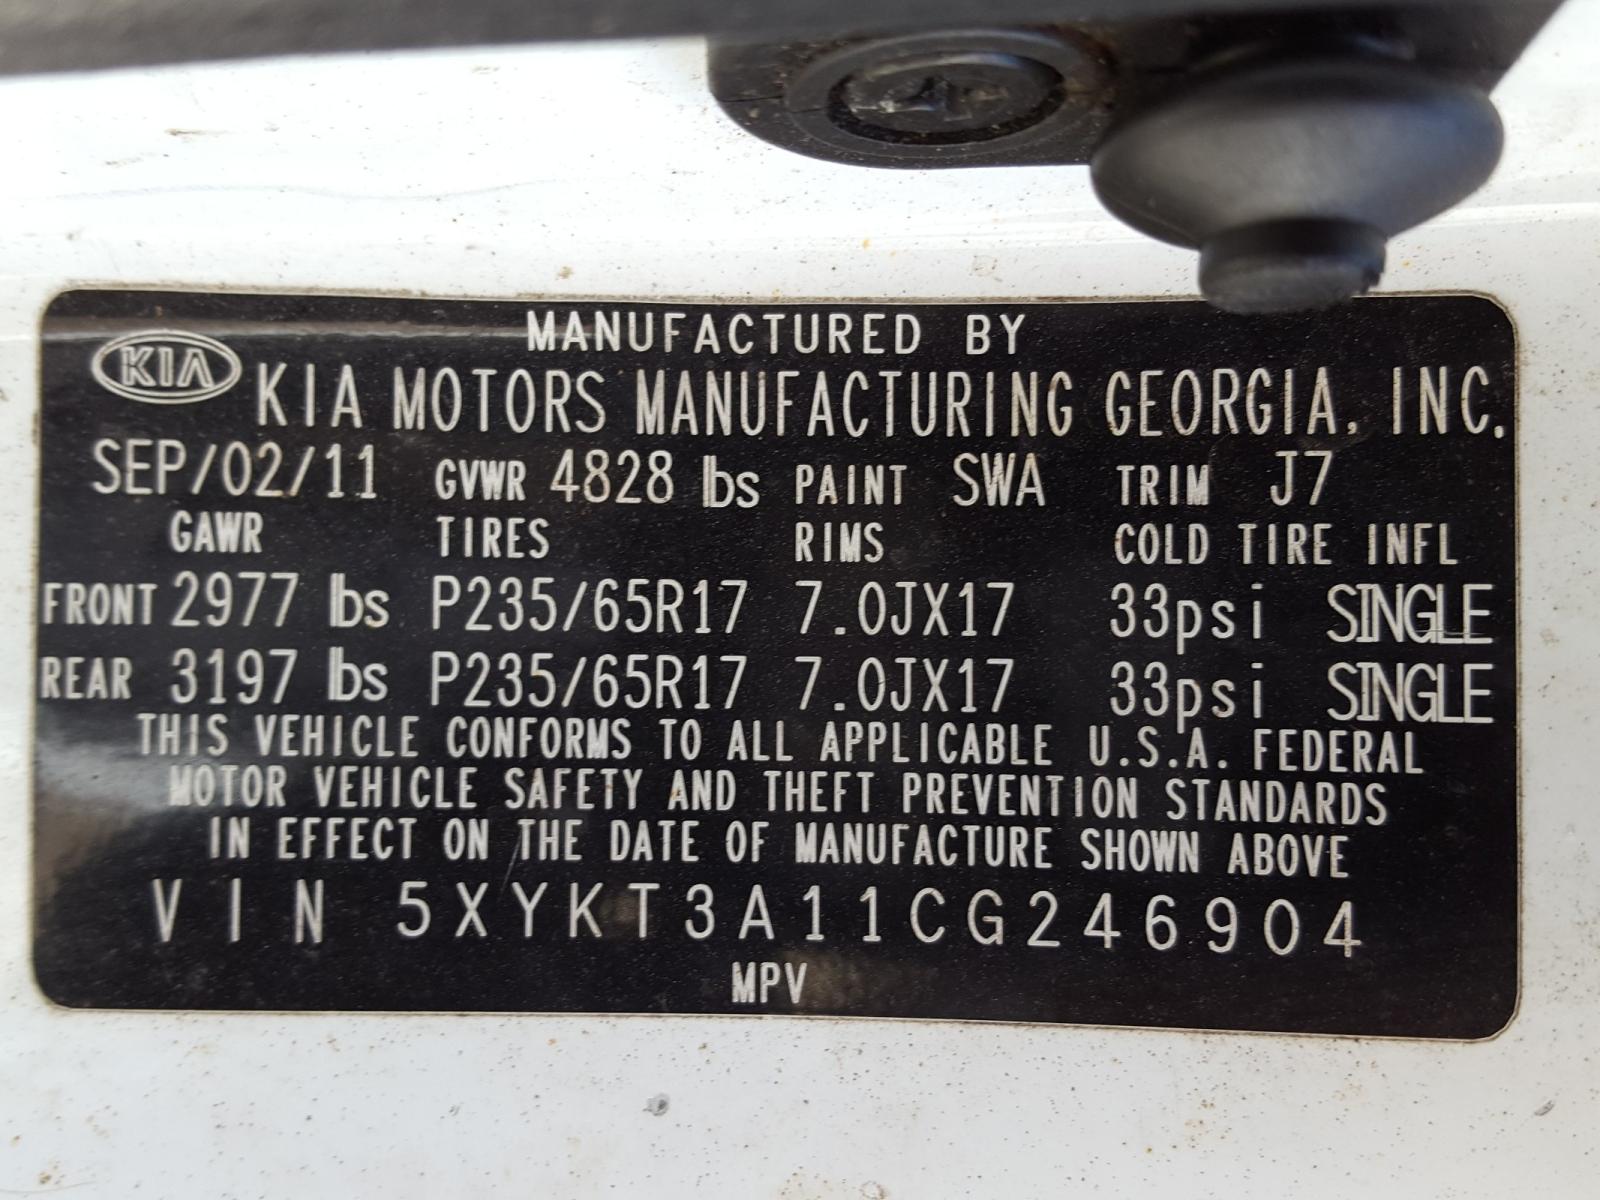 MANUFACTURED BY
KIA KIA MOTORS MANUFACTURING GEORGIA, INC.
SEP/02/11 GVWR 4828 lbs PAINT SWA TRIM J7
GAWR TIRES RIMS COLD TIRE INFL
FRONT 2977 lbs P235/65R17 7.0JX17 33psi SINGLE
REAR 3197 lbs P235/65R17 7.0JX17 33psi SINGLE
THIS VEHICLE CONFORMS TO ALL APPLICABLE U.S.A. FEDERAL
MOTOR VEHICLE SAFETY AND THEFT PREVENTION STANDARDS
IN EFFECT ON THE DATE OF MANUFACTURE SHOWN ABOVE
VIN 5XYKT3A11CG246904
MPV